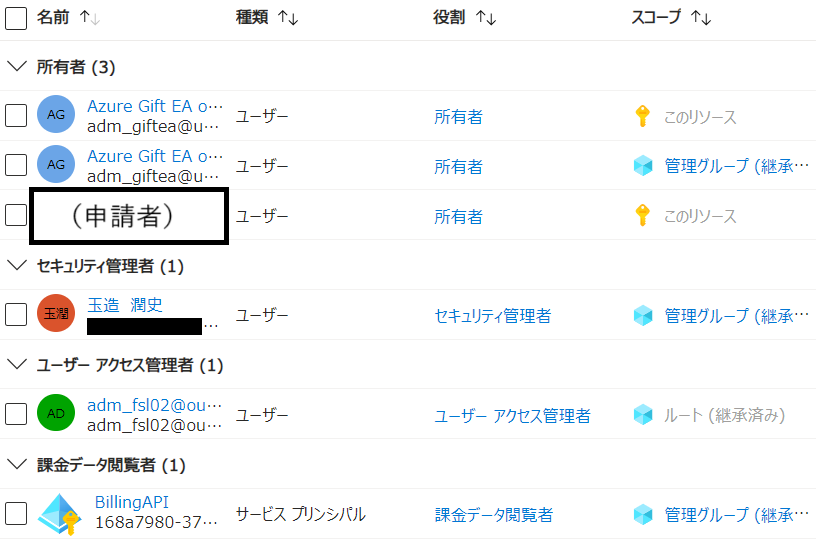 名前 ↑↓ 種類 ↑↓ 役割 ↑↓ スコープ ↑↓
所有者 (3)
AG Azure Gift EA o… ユーザー 所有者 このリソース
adm_giftea@u…
AG Azure Gift EA o… ユーザー 所有者 管理グループ (継承…
adm_giftea@u…
（申請者） ユーザー 所有者 このリソース
セキュリティ管理者 (1)
玉潤 玉造 潤史 ユーザー セキュリティ管理者 管理グループ (継承…
…
ユーザー アクセス管理者 (1)
AD adm_fsl02@ou… ユーザー ユーザー アクセス管理者 ルート (継承済み)
adm_fsl02@ou…
課金データ閲覧者 (1)
BillingAPI サービス プリンシパル 課金データ閲覧者 管理グループ (継承…
168a7980-37…